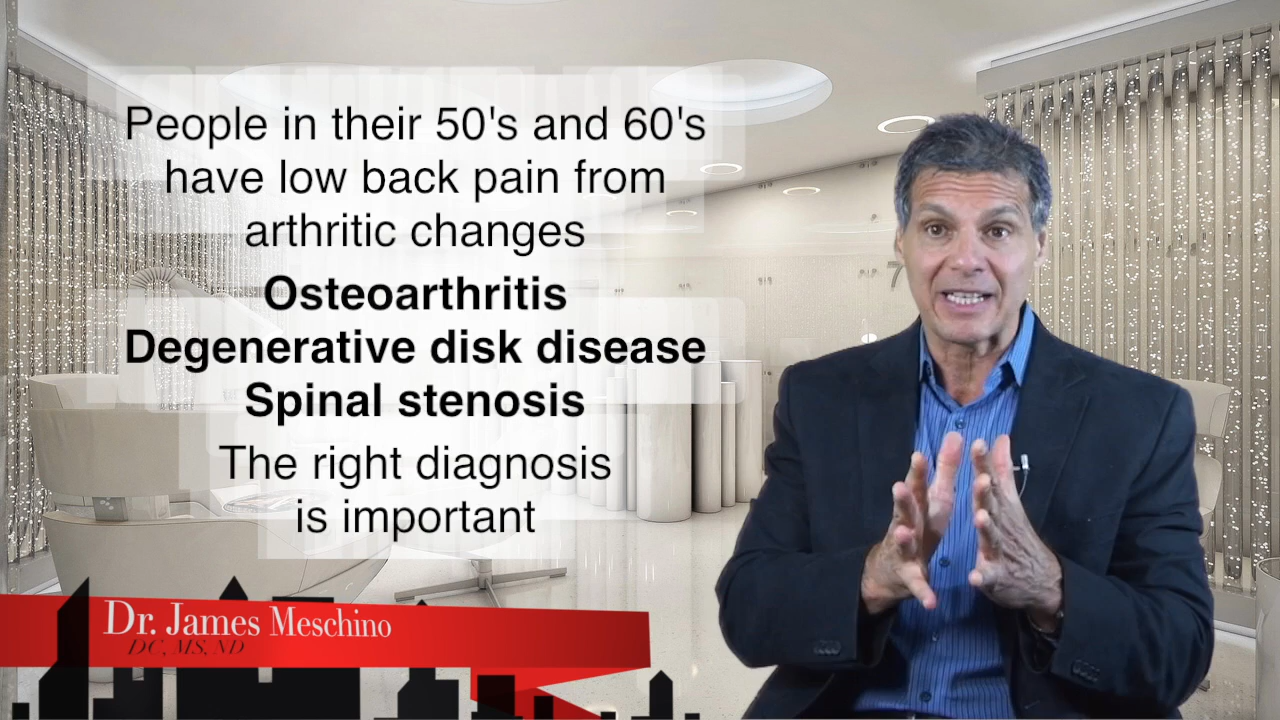 People in their 50's and 60's
have low back pain from
arthritic changes
Osteoarthritis
Degenerative disk disease
Spinal stenosis
The right diagnosis
is important
Dr. James Meschino
DC, MS, ND
7